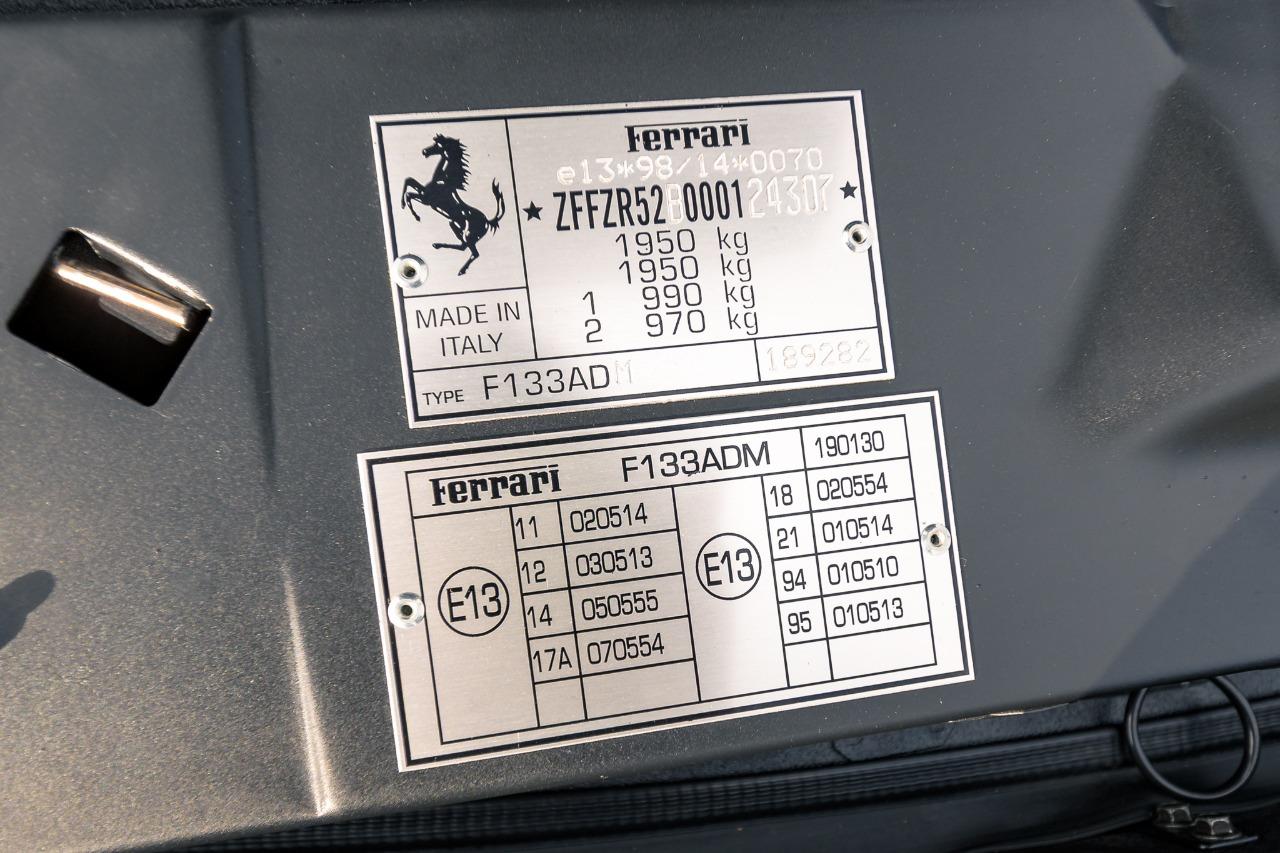 Ferrari
e13*98/14*0070
★ ZFFZR52B000124307 ★
1950 kg
1950 kg
1 990 kg
2 970 kg
MADE IN
ITALY
TYPE F133ADM
189282
Ferrari F133ADM 190130
E13
11 020514
12 030513
14 050555
17A 070554
E13
18 020554
21 010514
94 010510
95 010513